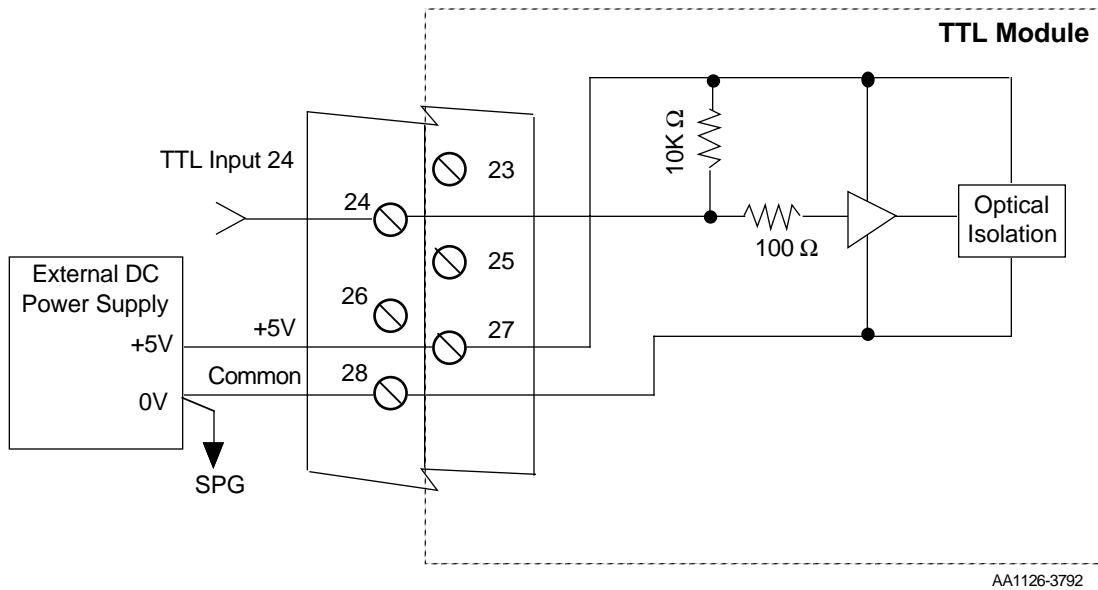 TTL Module
TTL Input 24
23
24
10K Ω
100 Ω
Optical
Isolation
25
External DC
Power Supply
26
+5V
+5V
27
Common
28
0V
SPG
AA1126-3792